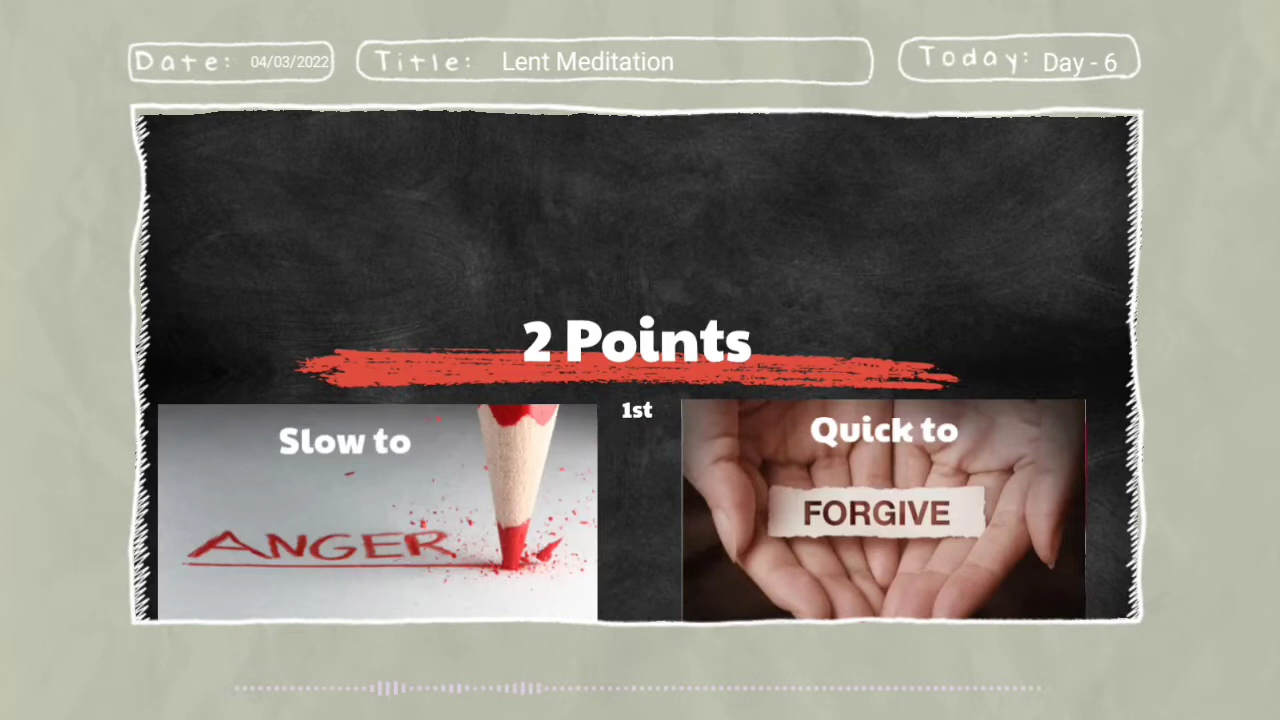 Date: 04/03/2022 Title: Lent Meditation Today: Day - 6
2 Points
1st
Slow to
ANGER
Quick to
FORGIVE